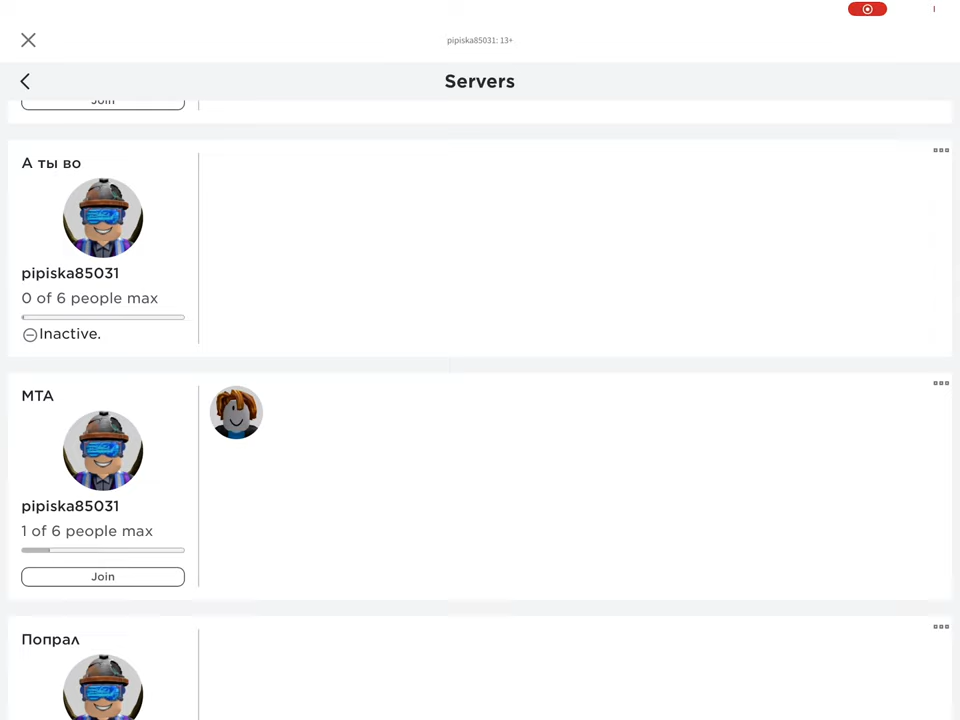 pipiska85031: 13+
Servers
Join
А ты во
pipiska85031
0 of 6 people max
Inactive.
МТА
pipiska85031
1 of 6 people max
Join
Попрал